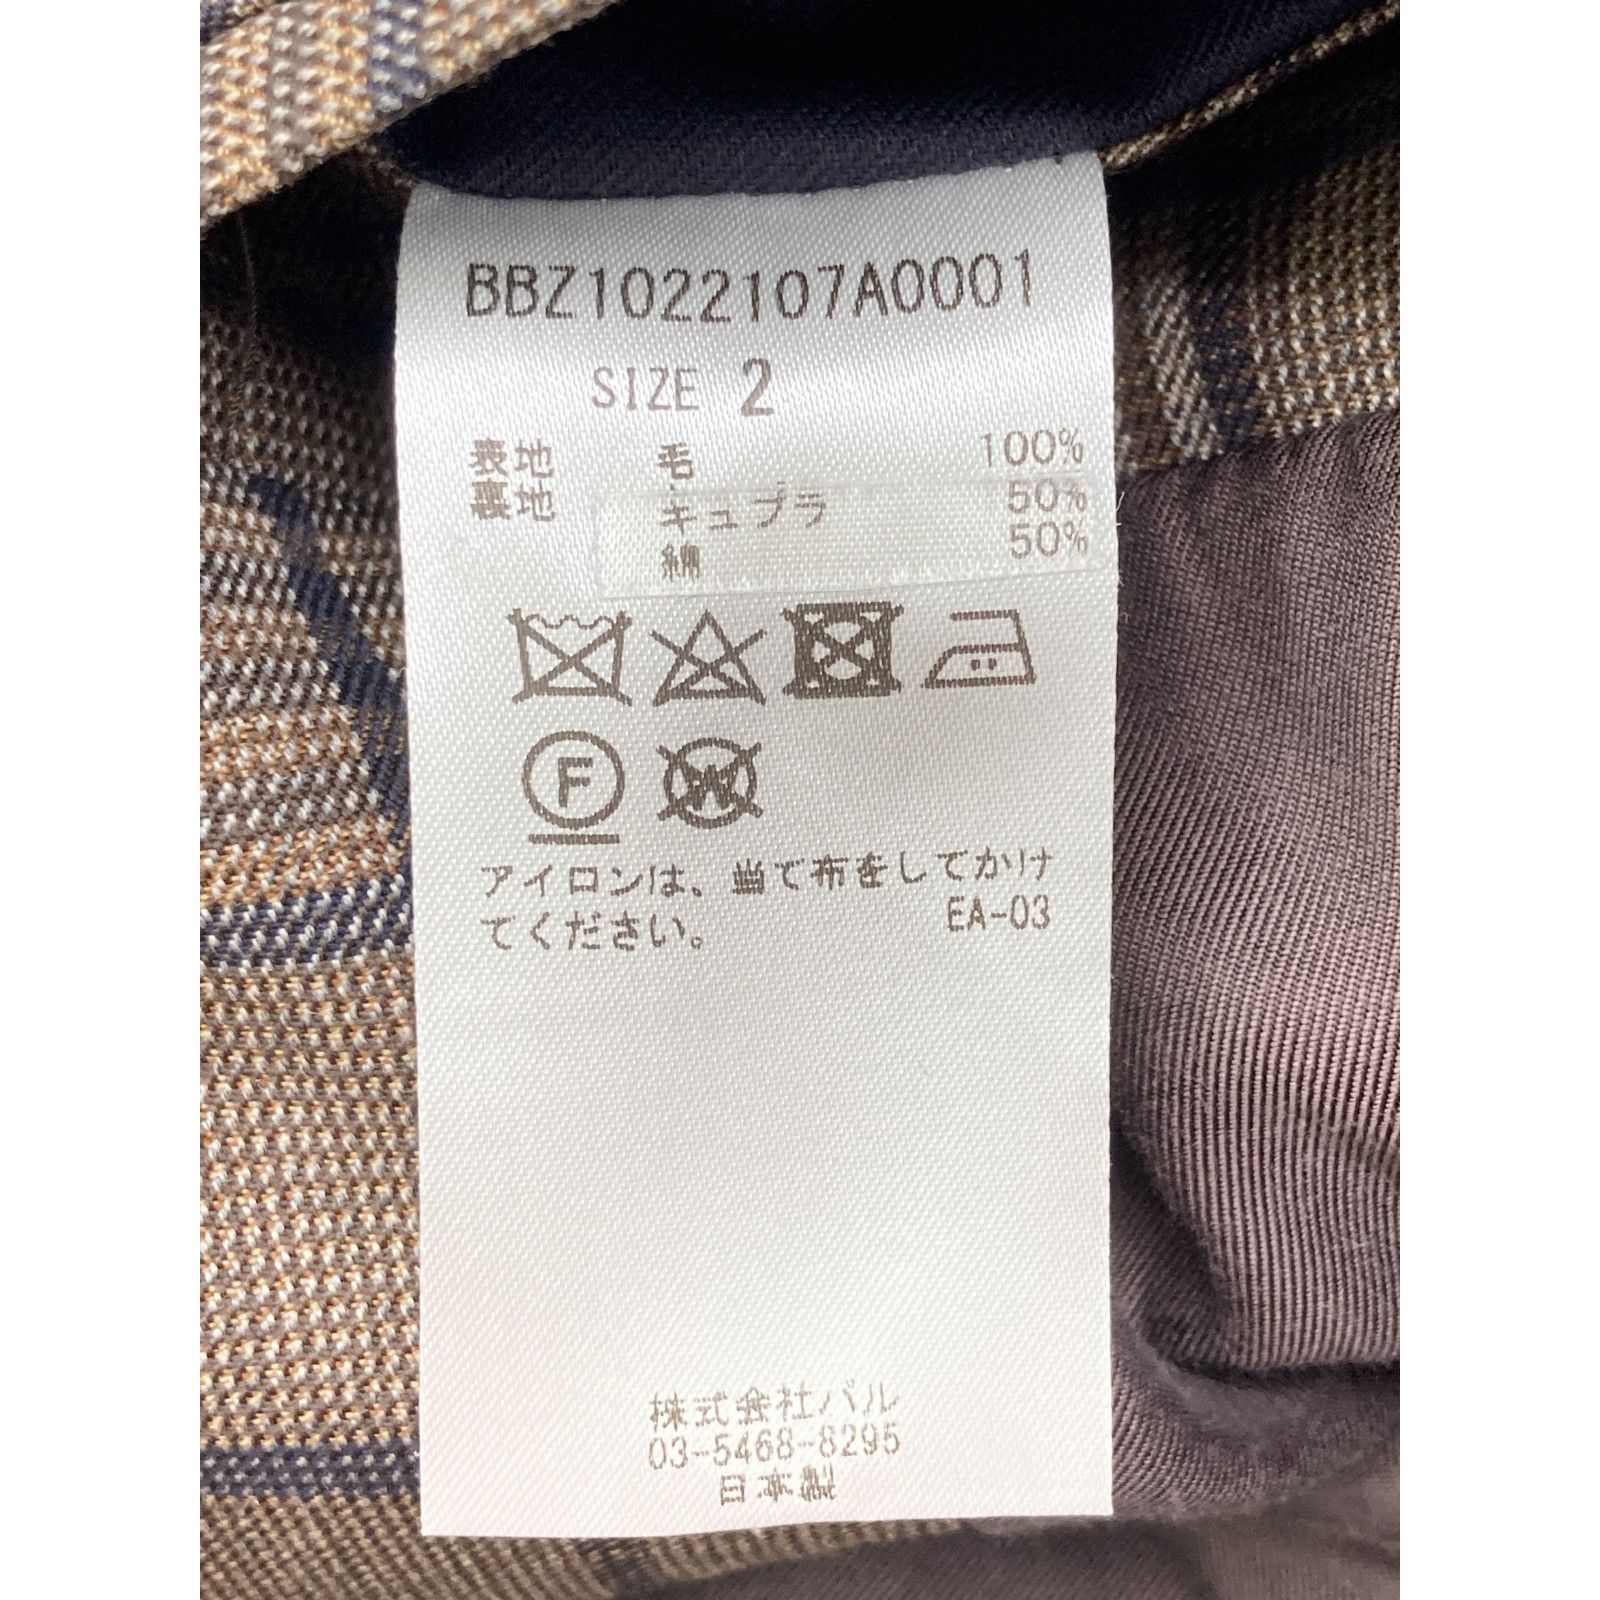 BBZ1022107A0001
SIZE 2
表地 毛 100%
裏地 キュプラ 50%
綿 50%
F
W
アイロンは、当て布をしてかけ
てください。 EA-03
株式会社パル
03-5468-8295
日本製